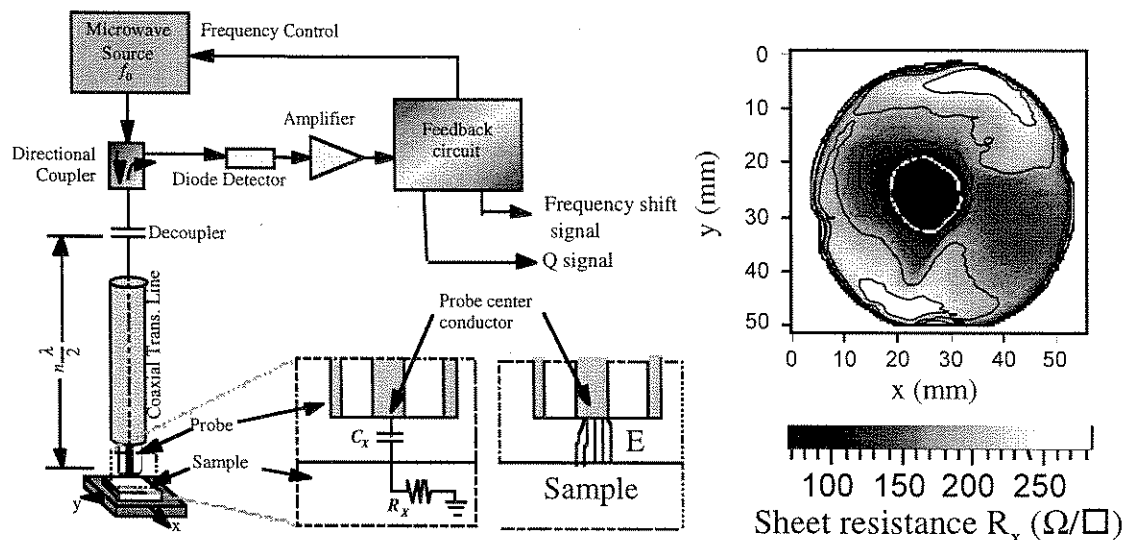 Microwave
Source
f₀
Frequency Control
Directional
Coupler
Diode Detector
Amplifier
Feedback
circuit
Frequency shift
signal
Q signal
Decoupler
n λ/2
Coaxial Trans. Line
Probe
Sample
y
x
Probe center
conductor
Cₓ
Rₓ
E
Sample
0
10
20
30
40
50
y (mm)
0 10 20 30 40 50
x (mm)
100 150 200 250
Sheet resistance Rₓ (Ω/□)